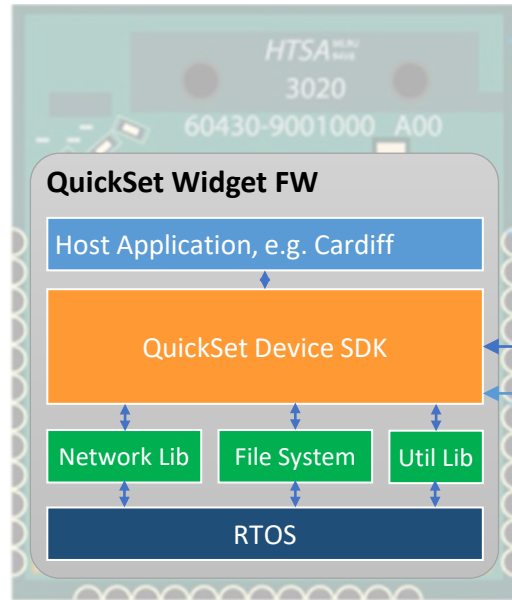 HTSA
3020
60430-9001000 A00
QuickSet Widget FW
Host Application, e.g. Cardiff
QuickSet Device SDK
Network Lib
File System
Util Lib
RTOS